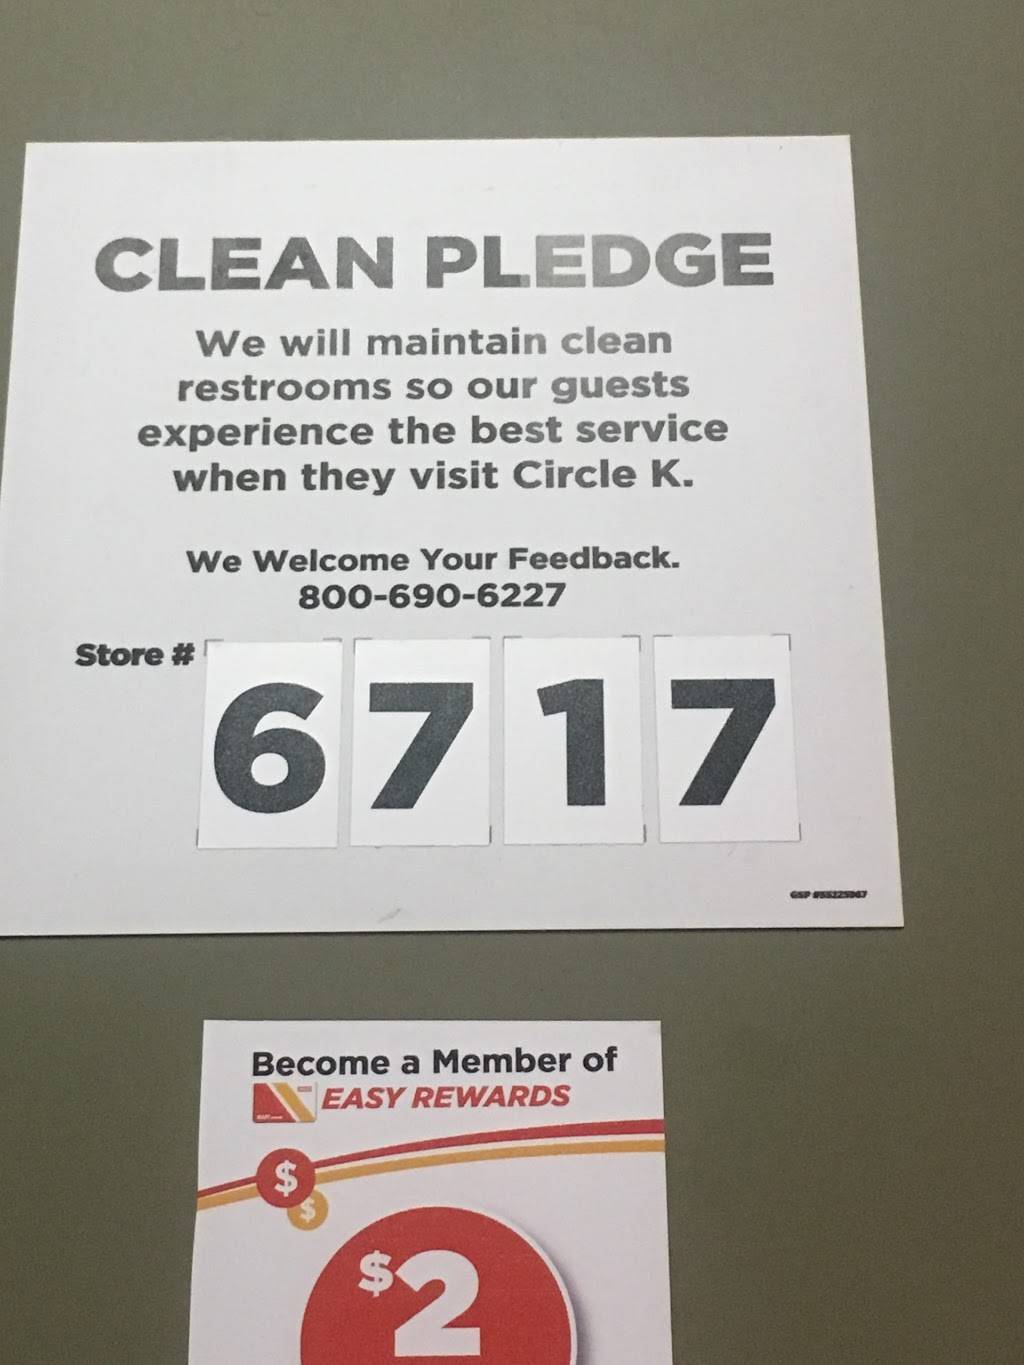 CLEAN PLEDGE
We will maintain clean
restrooms so our guests
experience the best service
when they visit Circle K.
We Welcome Your Feedback.
800-690-6227
Store # 6717
Become a Member of
EASY REWARDS
$
$
$2